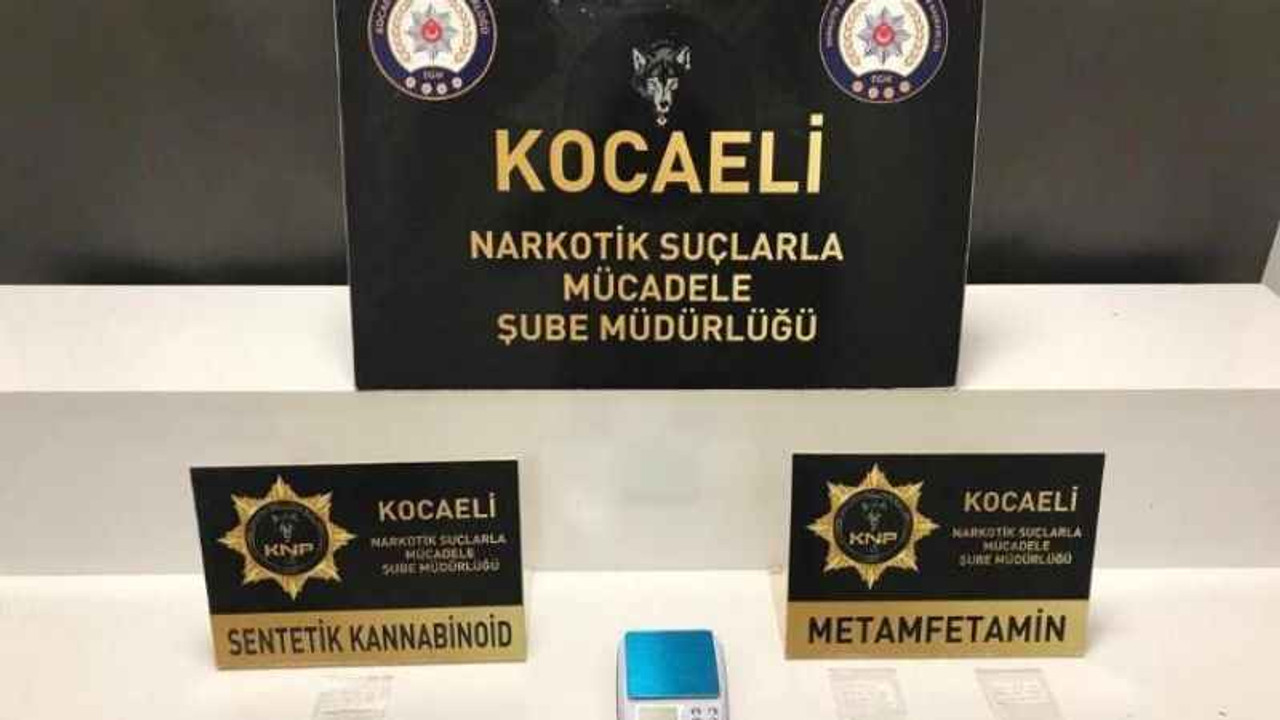 KOCAELİ
NARKOTİK SUÇLARLA
MÜCADELE
ŞUBE MÜDÜRLÜĞÜ
KNP
KOCAELİ
NARKOTİK SUÇLARLA
MÜCADELE
ŞUBE MÜDÜRLÜĞÜ
SENTETİK KANNABİNOİD
KNP
KOCAELİ
NARKOTİK SUÇLARLA
MÜCADELE
ŞUBE MÜDÜRLÜĞÜ
METAMFETAMİN